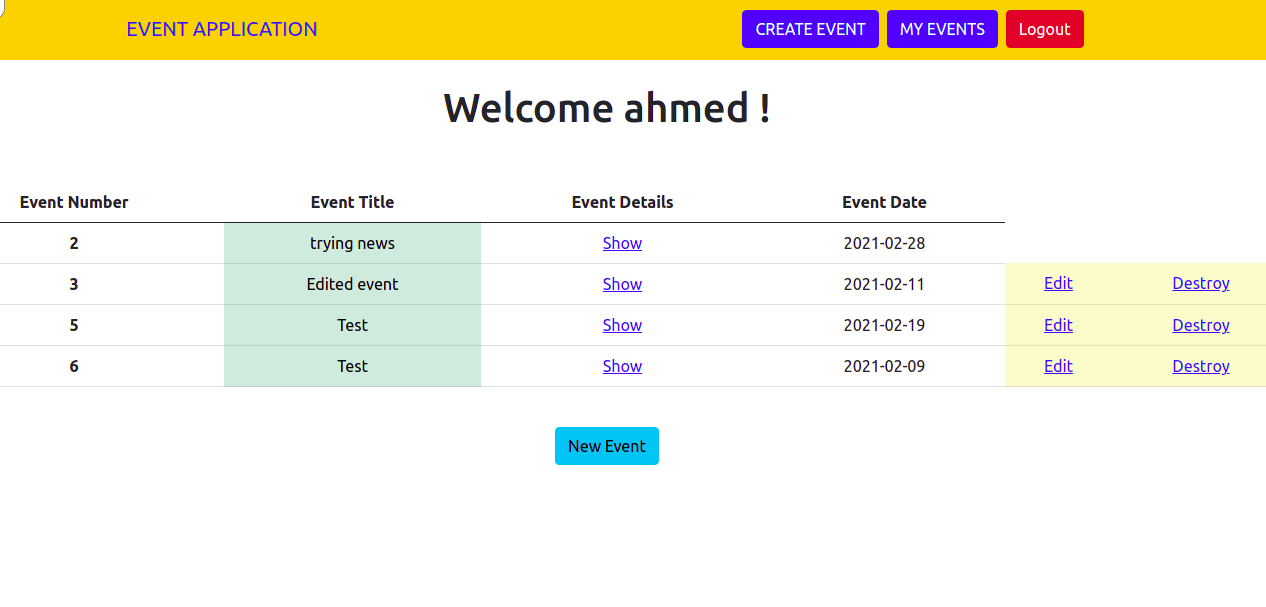 EVENT APPLICATION CREATE EVENT MY EVENTS Logout
Welcome ahmed !
Event Number Event Title Event Details Event Date
2 trying news Show 2021-02-28
3 Edited event Show 2021-02-11 Edit Destroy
5 Test Show 2021-02-19 Edit Destroy
6 Test Show 2021-02-09 Edit Destroy
New Event